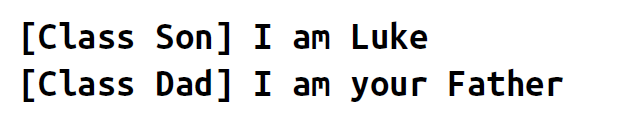 [Class Son] I am Luke
[Class Dad] I am your Father